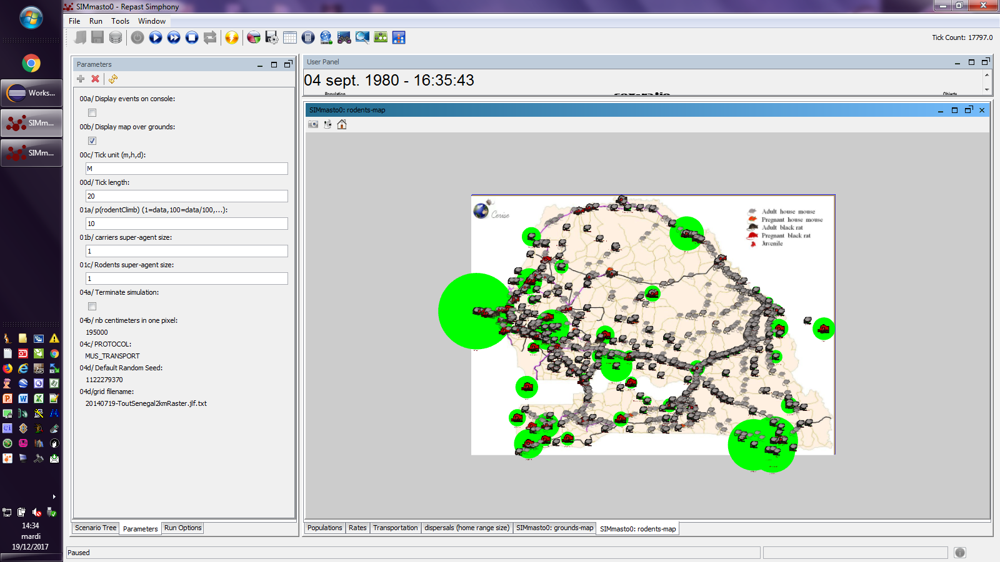 SIMmasto0 - Repast Simphony
File Run Tools Window
Tick Count: 17797.0
Works...
SIMm...
SIMm...
14:34
mardi
19/12/2017
Parameters
00a/ Display events on console:
00b/ Display map over grounds:
00c/ Tick unit (m,h,d):
M
00d/ Tick length:
20
01a/ p(rodentClimb) (1=data,100=data/100,...):
10
01b/ carriers super-agent size:
1
01c/ Rodents super-agent size:
1
04a/ Terminate simulation:
04b/ nb centimeters in one pixel:
195000
04c/ PROTOCOL:
MUS_TRANSPORT
04d/ Default Random Seed:
1122279370
04d/grid filename:
20140719-ToutSenegal2kmRaster.jlf.txt
Scenario Tree Parameters Run Options
User Panel
04 sept. 1980 - 16:35:43
Population sex-ratio Objects
SIMmasto0: rodents-map
Cerise
Adult house mouse
Pregnant house mouse
Adult black rat
Pregnant black rat
Juvenile
Populations Rates Transportation dispersals (home range size) SIMmasto0: grounds-map SIMmasto0: rodents-map
Paused